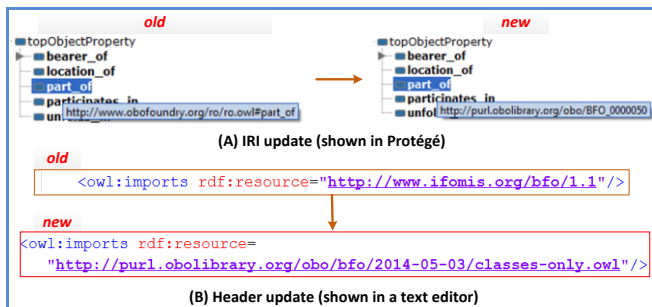 old
new
topObjectProperty
bearer_of
location_of
part_of
participates_in
http://www.obofoundry.org/ro/ro.owl#part_of
topObjectProperty
bearer_of
location_of
part_of
participates_in
http://purl.obolibrary.org/obo/BFO_0000050
(A) IRI update (shown in Protégé)
old
<owl:imports rdf:resource="http://www.ifomis.org/bfo/1.1"/>
new
<owl:imports rdf:resource=
"http://purl.obolibrary.org/obo/bfo/2014-05-03/classes-only.owl"/>
(B) Header update (shown in a text editor)